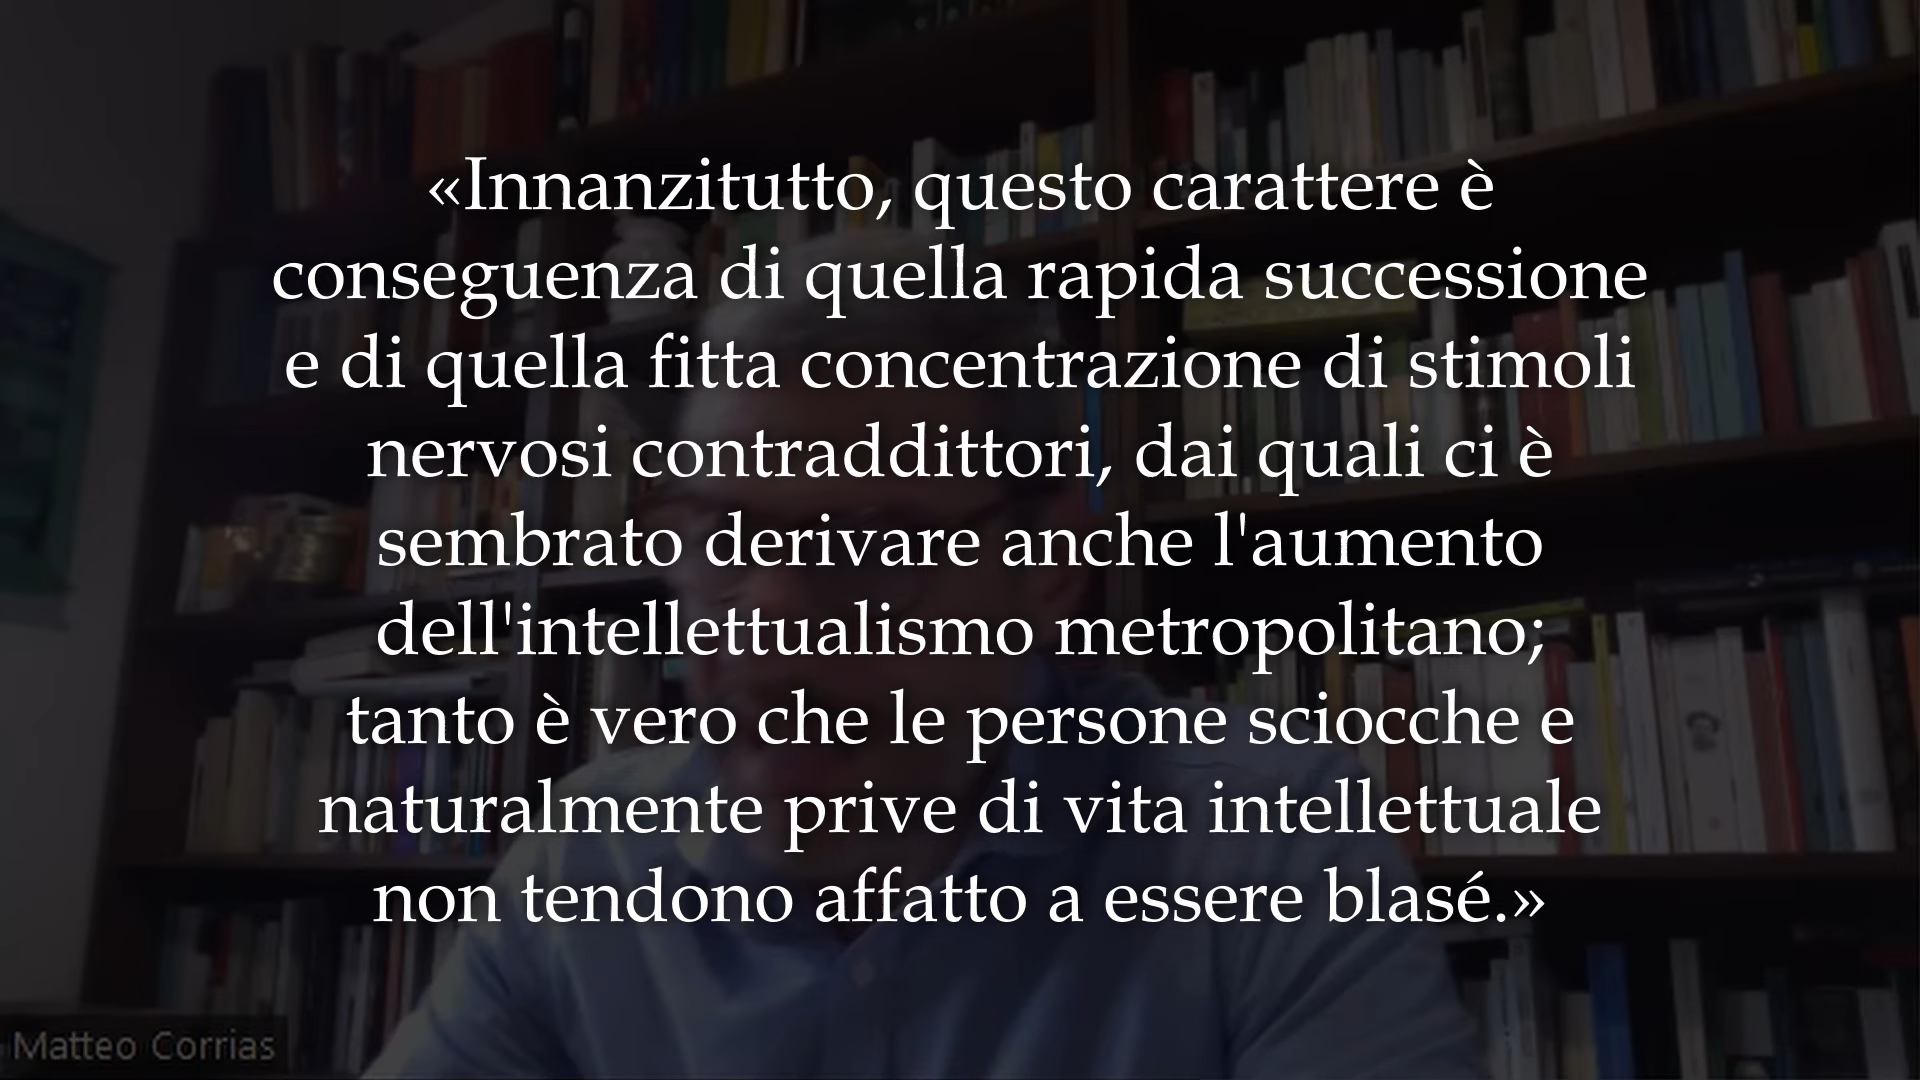 «Innanzitutto, questo carattere è
conseguenza di quella rapida successione
e di quella fitta concentrazione di stimoli
nervosi contraddittori, dai quali ci è
sembrato derivare anche l'aumento
dell'intellettualismo metropolitano;
tanto è vero che le persone sciocche e
naturalmente prive di vita intellettuale
non tendono affatto a essere blasé.»
Matteo Corrias